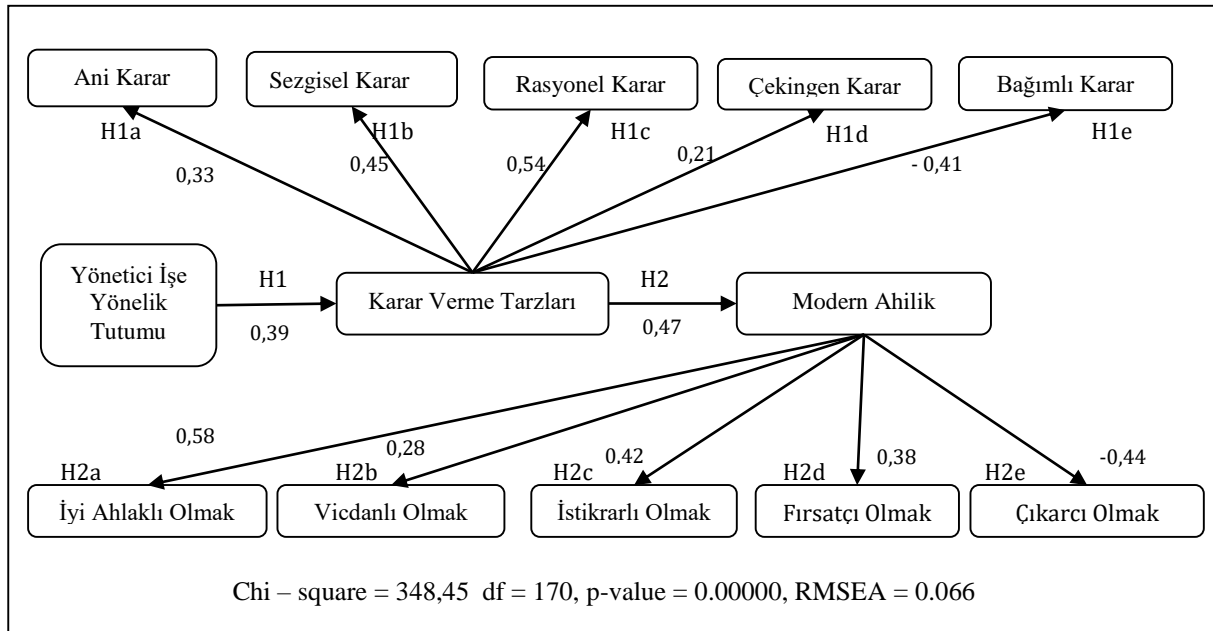 Ani Karar
Sezgisel Karar
Rasyonel Karar
Çekingen Karar
Bağımlı Karar
H1a
H1b
H1c
H1d
H1e
0,33
0,45
0,54
0,21
- 0,41
Yönetici İşe
Yönelik
Tutumu
H1
0,39
Karar Verme Tarzları
H2
0,47
Modern Ahilik
0,58
0,28
0,42
0,38
-0,44
H2a
H2b
H2c
H2d
H2e
İyi Ahlaklı Olmak
Vicdanlı Olmak
İstikrarlı Olmak
Fırsatçı Olmak
Çıkarcı Olmak
Chi – square = 348,45 df = 170, p-value = 0.00000, RMSEA = 0.066